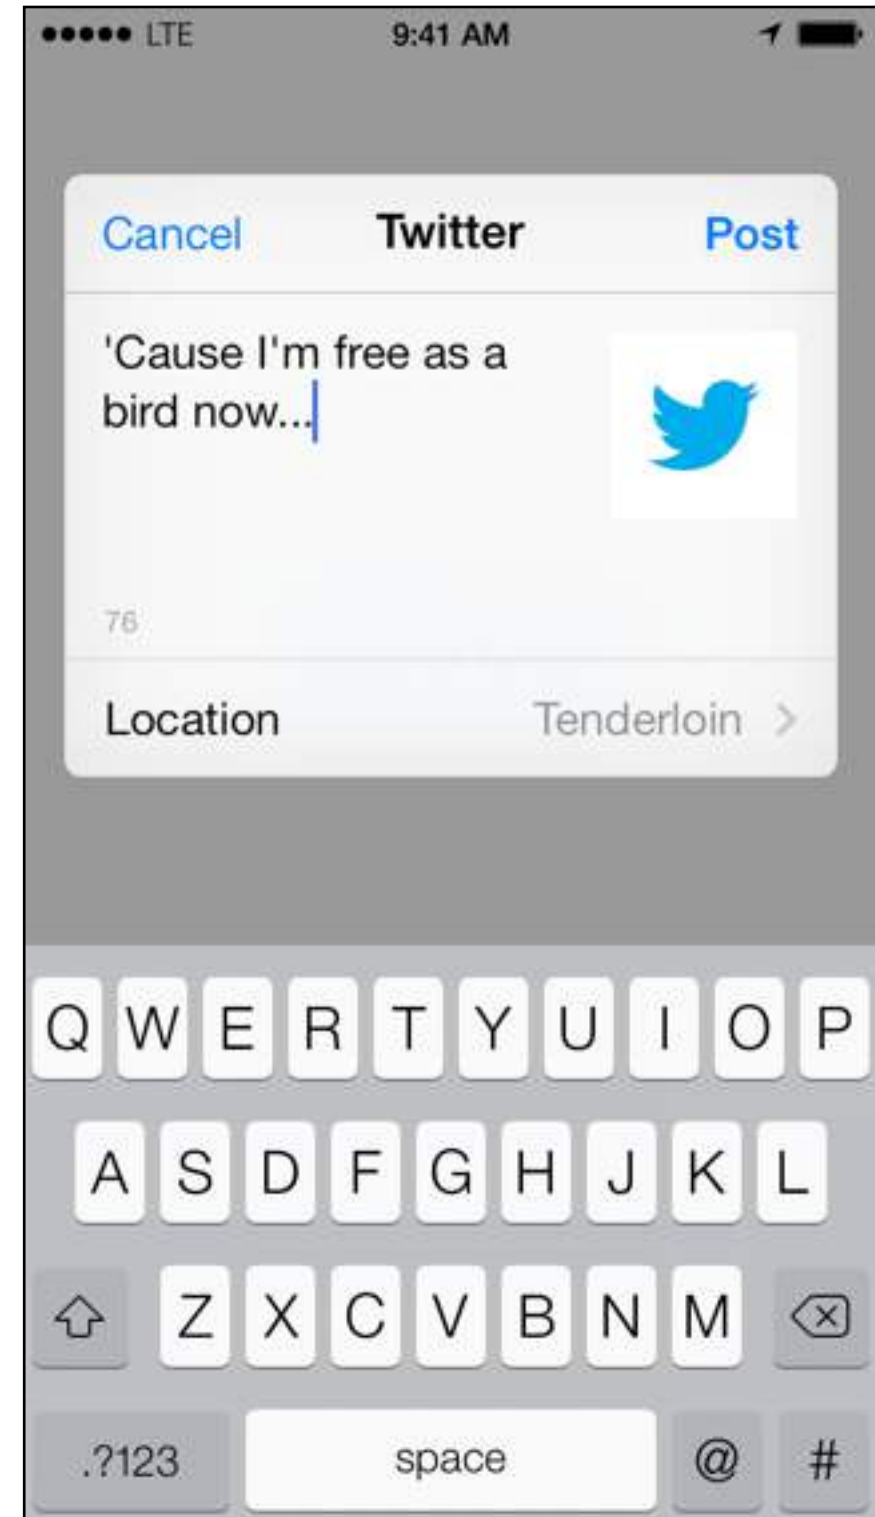 LTE 9:41 AM
Cancel Twitter Post
'Cause I'm free as a
bird now...
76
Location Tenderloin
Q W E R T Y U I O P
A S D F G H J K L
Z X C V B N M
.?123 space @ #